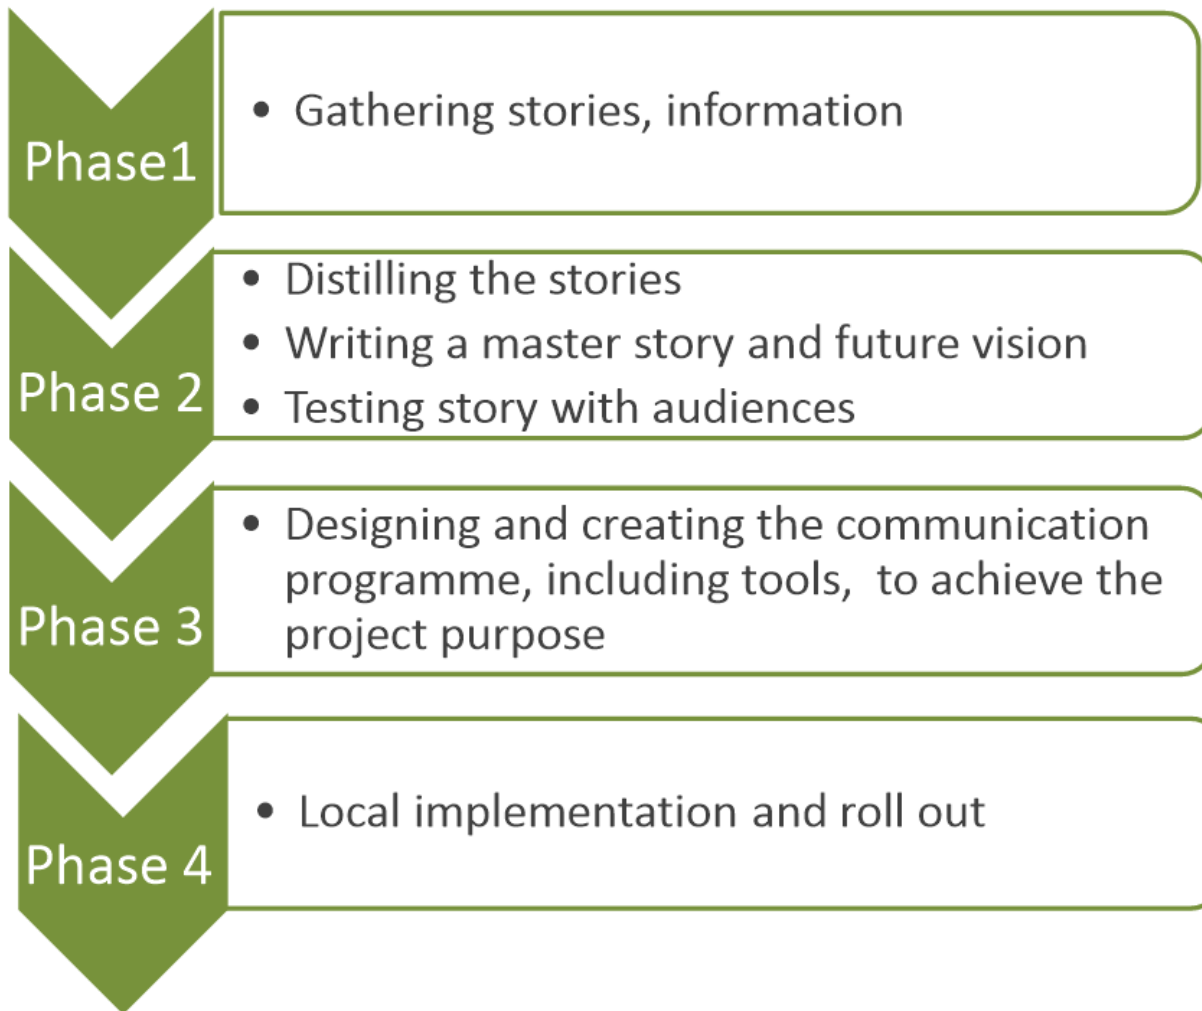 Phase1
• Gathering stories, information
Phase 2
• Distilling the stories
• Writing a master story and future vision
• Testing story with audiences
Phase 3
• Designing and creating the communication
programme, including tools,  to achieve the
project purpose
Phase 4
• Local implementation and roll out